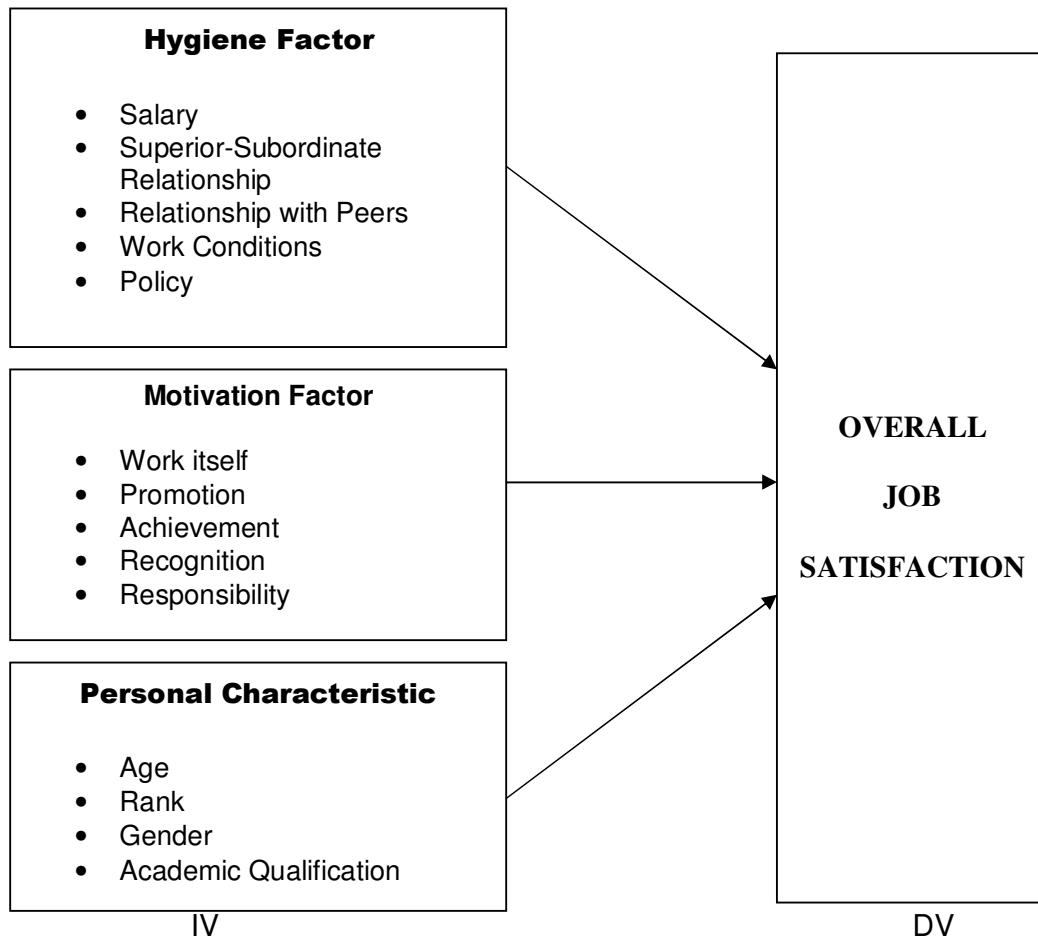 Hygiene Factor
• Salary
• Superior-Subordinate
Relationship
• Relationship with Peers
• Work Conditions
• Policy
Motivation Factor
• Work itself
• Promotion
• Achievement
• Recognition
• Responsibility
Personal Characteristic
• Age
• Rank
• Gender
• Academic Qualification
IV
OVERALL
JOB
SATISFACTION
DV